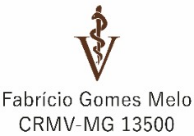 V
Fabrício Gomes Melo
CRMV-MG 13500